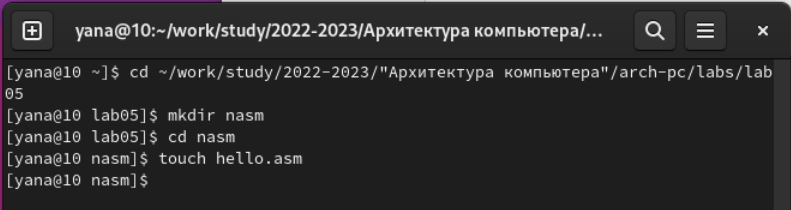 yana@10:~/work/study/2022-2023/Архитектура компьютера/...
[yana@10 ~]$ cd ~/work/study/2022-2023/"Архитектура компьютера"/arch-pc/labs/lab
05
[yana@10 lab05]$ mkdir nasm
[yana@10 lab05]$ cd nasm
[yana@10 nasm]$ touch hello.asm
[yana@10 nasm]$